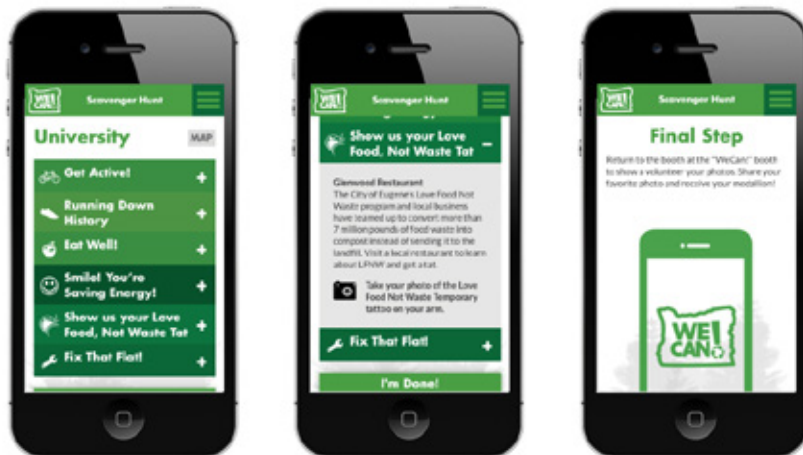 WE CAN!
Scavenger Hunt
University
MAP
Get Active!
Running Down
History
Eat Well!
Smile! You're
Saving Energy!
Show us your Love
Food, Not Waste Tat
Fix That Flat!
WE CAN!
Scavenger Hunt
Show us your Love
Food, Not Waste Tat
Glenwood Restaurant
The City of Eugene's Love Food Not
Waste program and local business
have teamed up to convert more than
7 million pounds of food waste into
compost instead of sending it to the
landfill. Visit a local restaurant to learn
about LFNW and get a tat.
Take your photo of the Love
Food Not Waste Temporary
tattoo on your arm.
Fix That Flat!
I'm Done!
WE CAN!
Scavenger Hunt
Final Step
Return to the booth at the "WeCan!" booth
to show a volunteer your photos. Share your
favorite photo and receive your medallion!
WE
CAN!